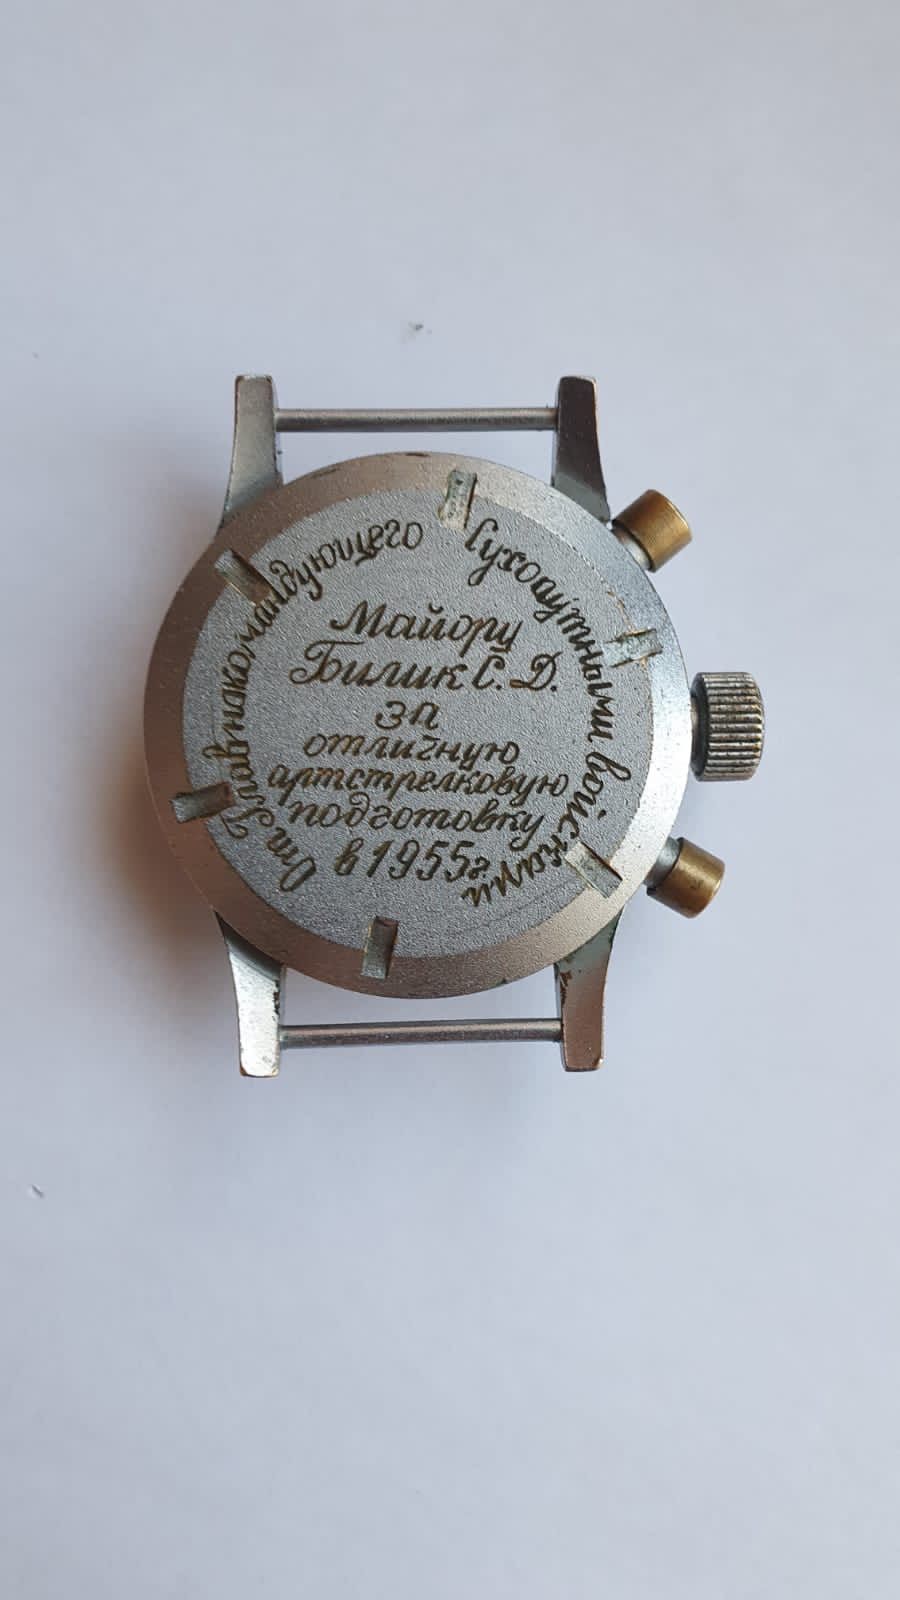 От Главнокомандующего Сухопутными войсками
Майору
Билик С. Д.
за
отличную
артстрелковую
подготовку
в 1955г.